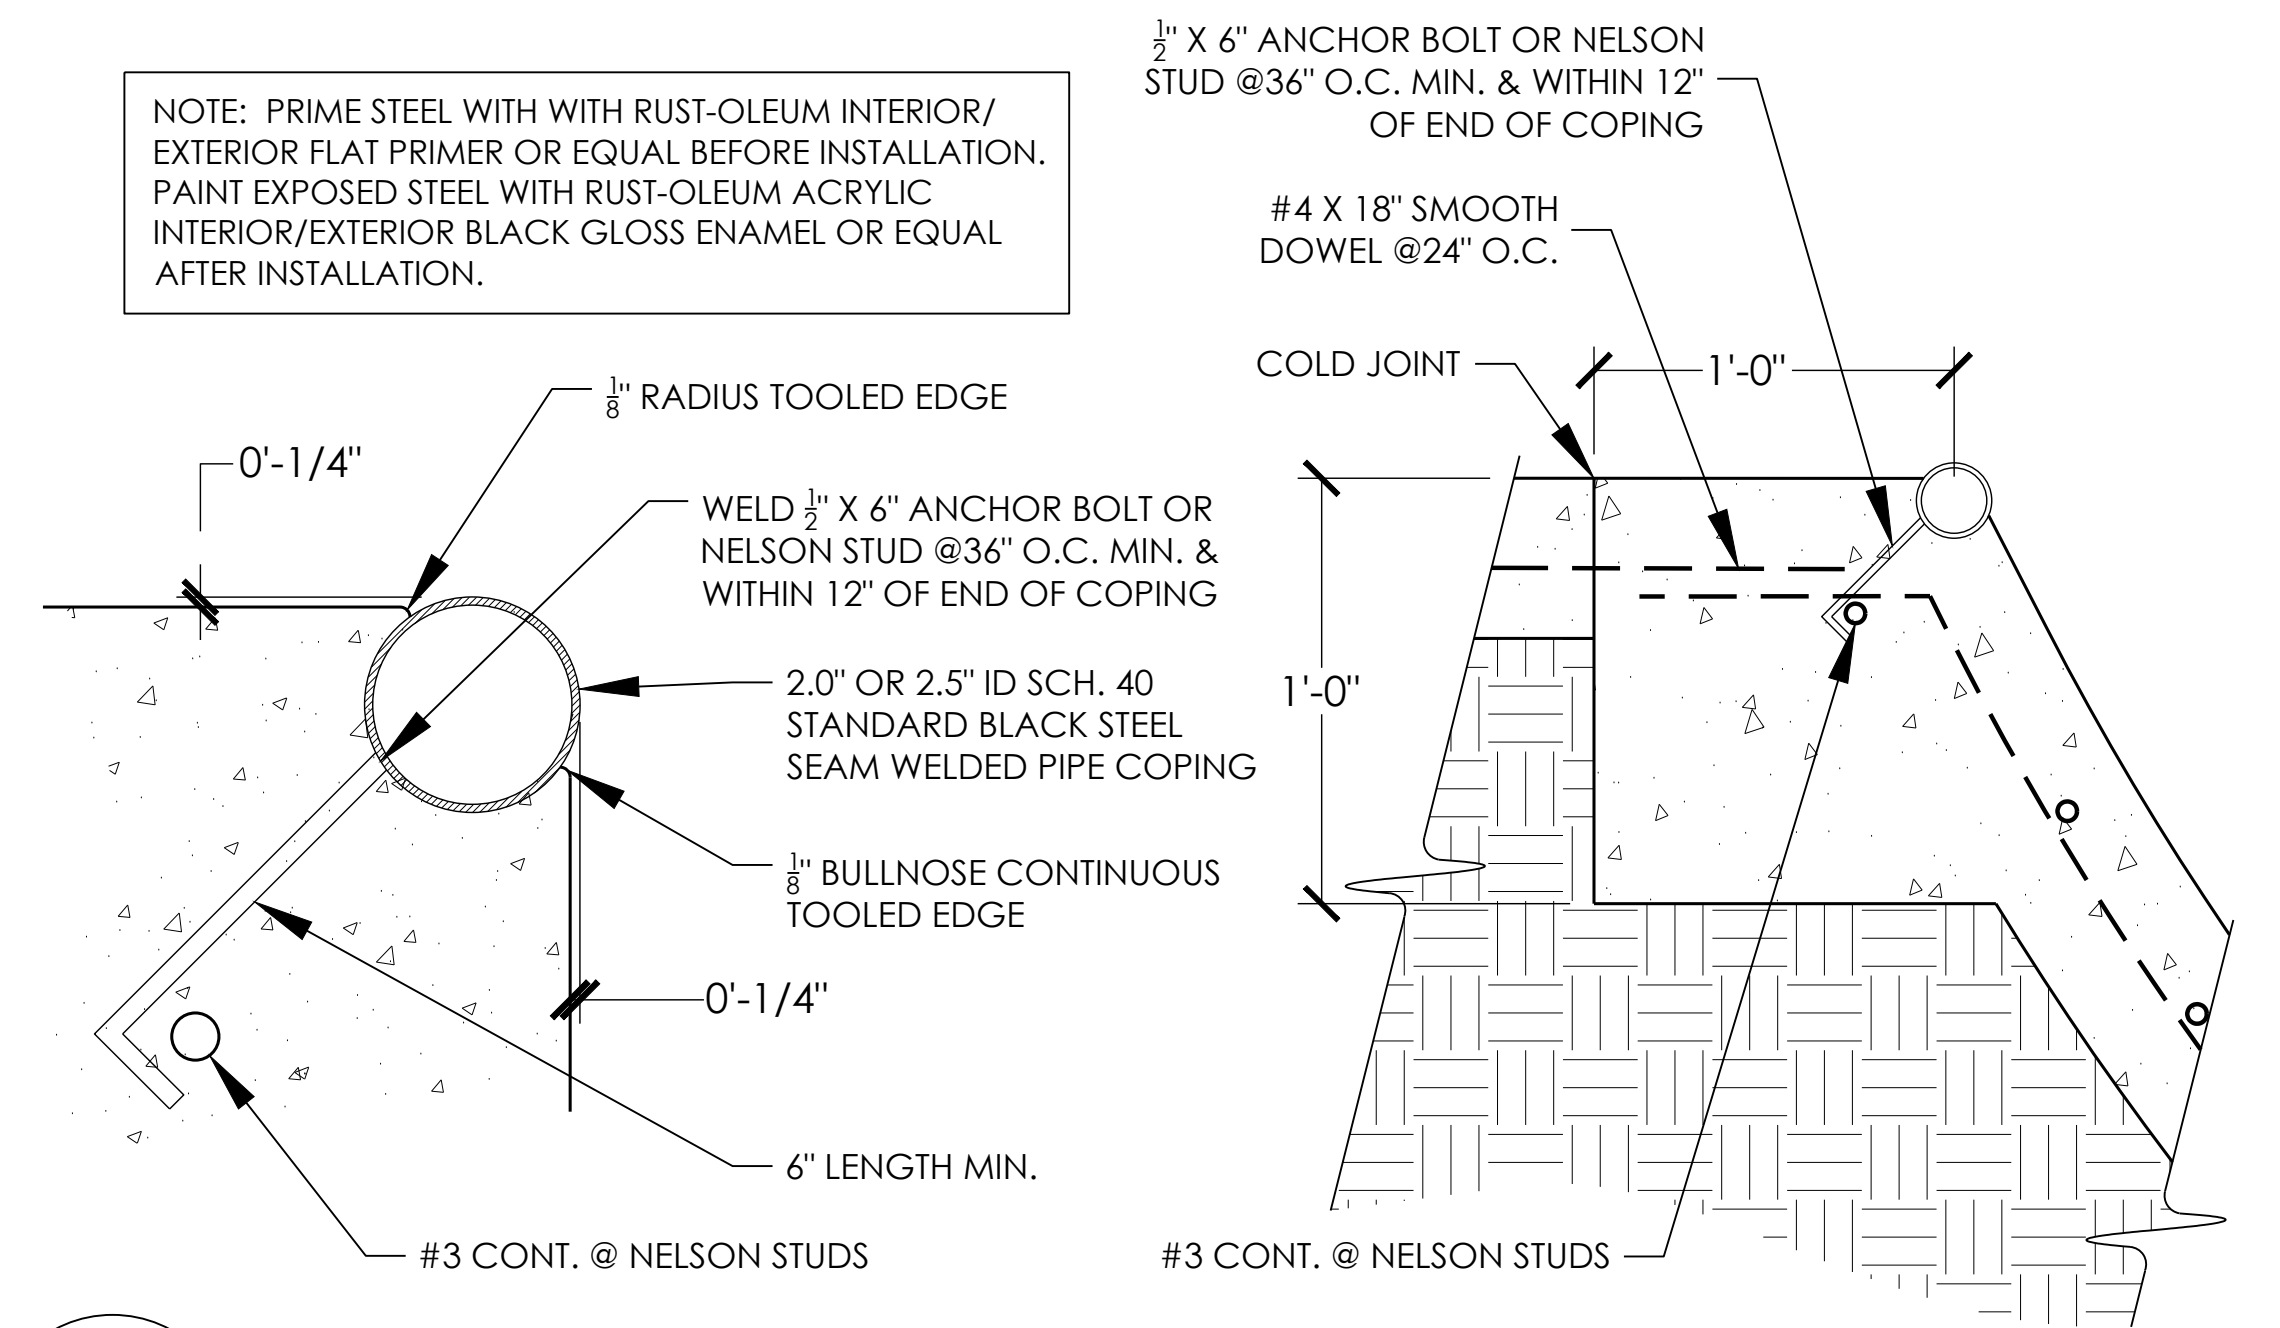 NOTE: PRIME STEEL WITH WITH RUST-OLEUM INTERIOR/
EXTERIOR FLAT PRIMER OR EQUAL BEFORE INSTALLATION.
PAINT EXPOSED STEEL WITH RUST-OLEUM ACRYLIC
INTERIOR/EXTERIOR BLACK GLOSS ENAMEL OR EQUAL
AFTER INSTALLATION.
1/8" RADIUS TOOLED EDGE
0'-1/4"
WELD 1/2" X 6" ANCHOR BOLT OR
NELSON STUD @36" O.C. MIN. &
WITHIN 12" OF END OF COPING
2.0" OR 2.5" ID SCH. 40
STANDARD BLACK STEEL
SEAM WELDED PIPE COPING
1/8" BULLNOSE CONTINUOUS
TOOLED EDGE
0'-1/4"
6" LENGTH MIN.
#3 CONT. @ NELSON STUDS
1/2" X 6" ANCHOR BOLT OR NELSON
STUD @36" O.C. MIN. & WITHIN 12"
OF END OF COPING
#4 X 18" SMOOTH
DOWEL @24" O.C.
COLD JOINT
1'-0"
1'-0"
#3 CONT. @ NELSON STUDS